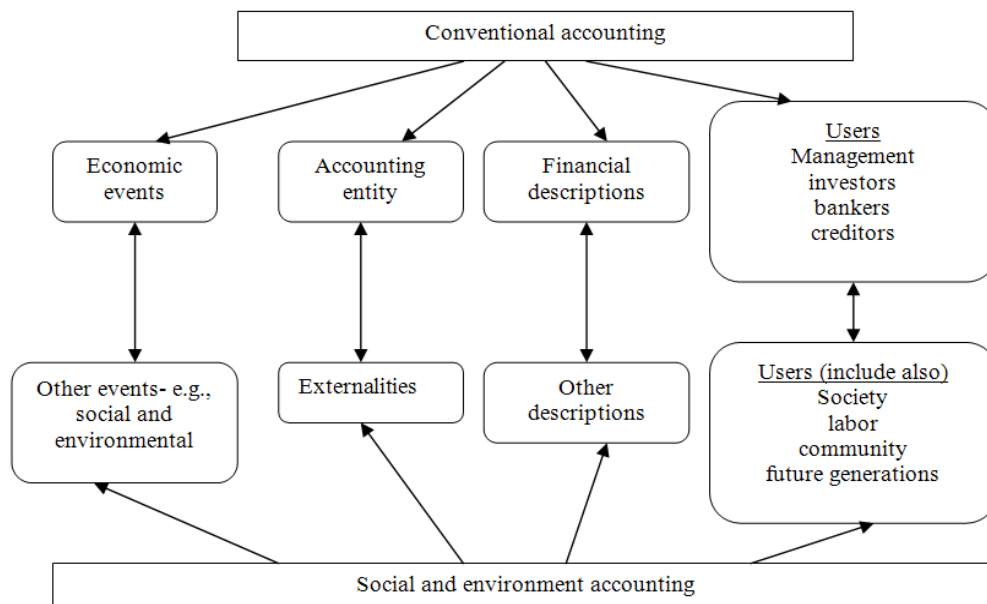 Conventional accounting
Economic
events
Accounting
entity
Financial
descriptions
Users
Management
investors
bankers
creditors
Other events- e.g.,
social and
environmental
Externalities
Other
descriptions
Users (include also)
Society
labor
community
future generations
Social and environment accounting